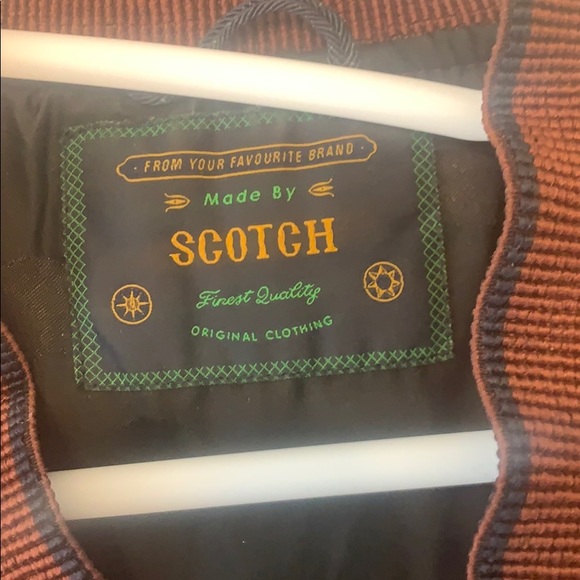 · FROM YOUR FAVOURITE BRAND ·
Made By
SCOTCH
Finest Quality
ORIGINAL CLOTHING